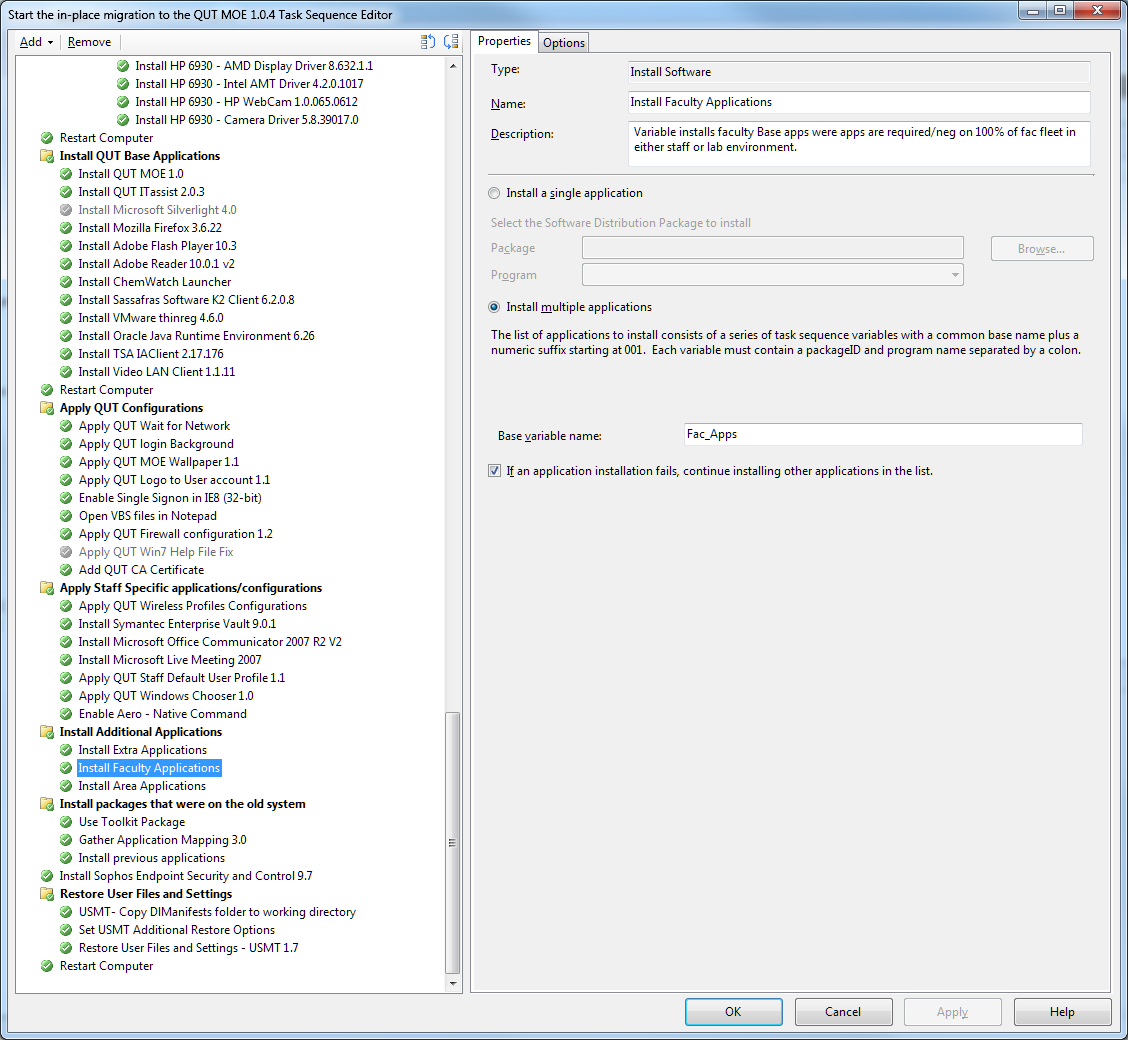 Start the in-place migration to the QUT MOE 1.0.4 Task Sequence Editor
Add Remove
Install HP 6930 - AMD Display Driver 8.632.1.1
Install HP 6930 - Intel AMT Driver 4.2.0.1017
Install HP 6930 - HP WebCam 1.0.065.0612
Install HP 6930 - Camera Driver 5.8.39017.0
Restart Computer
Install QUT Base Applications
Install QUT MOE 1.0
Install QUT ITassist 2.0.3
Install Microsoft Silverlight 4.0
Install Mozilla Firefox 3.6.22
Install Adobe Flash Player 10.3
Install Adobe Reader 10.0.1 v2
Install ChemWatch Launcher
Install Sassafras Software K2 Client 6.2.0.8
Install VMware thinreg 4.6.0
Install Oracle Java Runtime Environment 6.26
Install TSA IAClient 2.17.176
Install Video LAN Client 1.1.11
Restart Computer
Apply QUT Configurations
Apply QUT Wait for Network
Apply QUT login Background
Apply QUT MOE Wallpaper 1.1
Apply QUT Logo to User account 1.1
Enable Single Signon in IE8 (32-bit)
Open VBS files in Notepad
Apply QUT Firewall configuration 1.2
Apply QUT Win7 Help File Fix
Add QUT CA Certificate
Apply Staff Specific applications/configurations
Apply QUT Wireless Profiles Configurations
Install Symantec Enterprise Vault 9.0.1
Install Microsoft Office Communicator 2007 R2 V2
Install Microsoft Live Meeting 2007
Apply QUT Staff Default User Profile 1.1
Apply QUT Windows Chooser 1.0
Enable Aero - Native Command
Install Additional Applications
Install Extra Applications
Install Faculty Applications
Install Area Applications
Install packages that were on the old system
Use Toolkit Package
Gather Application Mapping 3.0
Install previous applications
Install Sophos Endpoint Security and Control 9.7
Restore User Files and Settings
USMT- Copy DIManifests folder to working directory
Set USMT Additional Restore Options
Restore User Files and Settings - USMT 1.7
Restart Computer
Properties Options
Type: Install Software
Name: Install Faculty Applications
Description: Variable installs faculty Base apps were apps are required/neg on 100% of fac fleet in
either staff or lab environment.
Install a single application
Select the Software Distribution Package to install
Package Browse...
Program
Install multiple applications
The list of applications to install consists of a series of task sequence variables with a common base name plus a
numeric suffix starting at 001. Each variable must contain a packageID and program name separated by a colon.
Base variable name: Fac_Apps
If an application installation fails, continue installing other applications in the list.
OK Cancel Apply Help